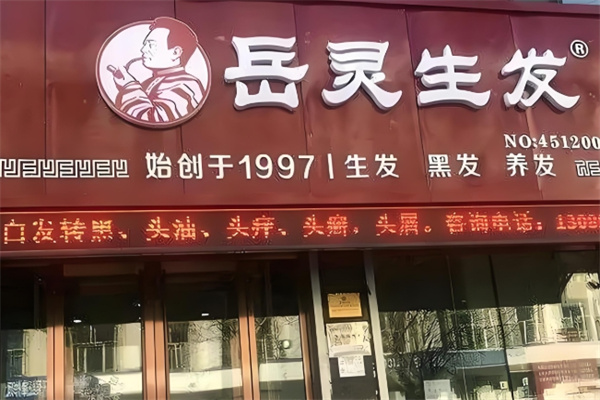 岳灵生发®
NO:451200
始创于1997 | 生发 黑发 养发
白发转黑、头油、头痒、头癣，头屑。咨询电话：1309